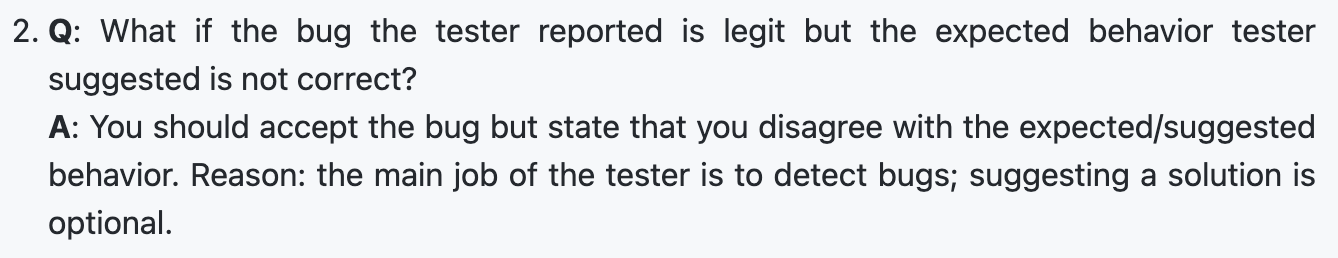 2. Q: What if the bug the tester reported is legit but the expected behavior tester
suggested is not correct?
A: You should accept the bug but state that you disagree with the expected/suggested
behavior. Reason: the main job of the tester is to detect bugs; suggesting a solution is
optional.